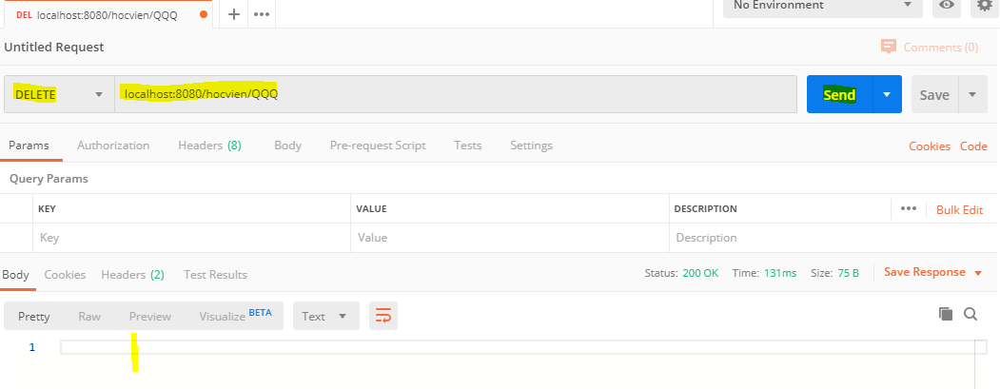 DEL localhost:8080/hocvien/QQQ
No Environment
Untitled Request
Comments (0)
DELETE localhost:8080/hocvien/QQQ Send Save
Params Authorization Headers (8) Body Pre-request Script Tests Settings Cookies Code
Query Params
KEY VALUE DESCRIPTION Bulk Edit
Key Value Description
Body Cookies Headers (2) Test Results Status: 200 OK Time: 131ms Size: 75 B Save Response
Pretty Raw Preview Visualize BETA Text
1